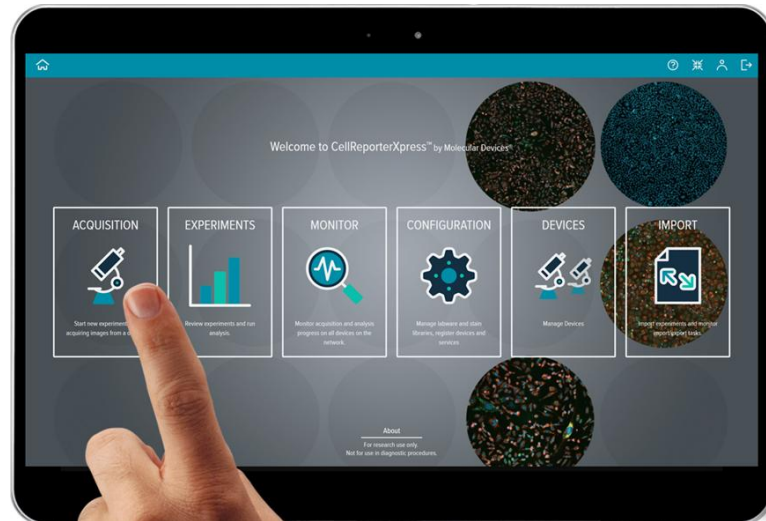 Welcome to CellReporterXpress™ by Molecular Devices®
ACQUISITION
Start new experiments
acquiring images from a
EXPERIMENTS
Review experiments and run
analysis.
MONITOR
Monitor acquisition and analysis
progress on all devices on the
network.
CONFIGURATION
Manage labware and stain
libraries, register devices and
services.
DEVICES
Manage Devices
IMPORT
Import experiments and monitor
import/export tasks.
About
For research use only.
Not for use in diagnostic procedures.